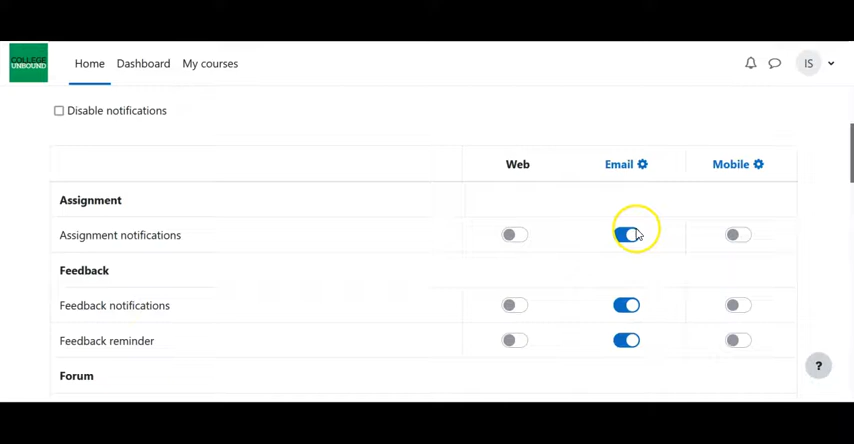 COLLEGE
UNBOUND
Home Dashboard My courses IS
Disable notifications
Web Email Mobile
Assignment
Assignment notifications
Feedback
Feedback notifications
Feedback reminder
Forum
?